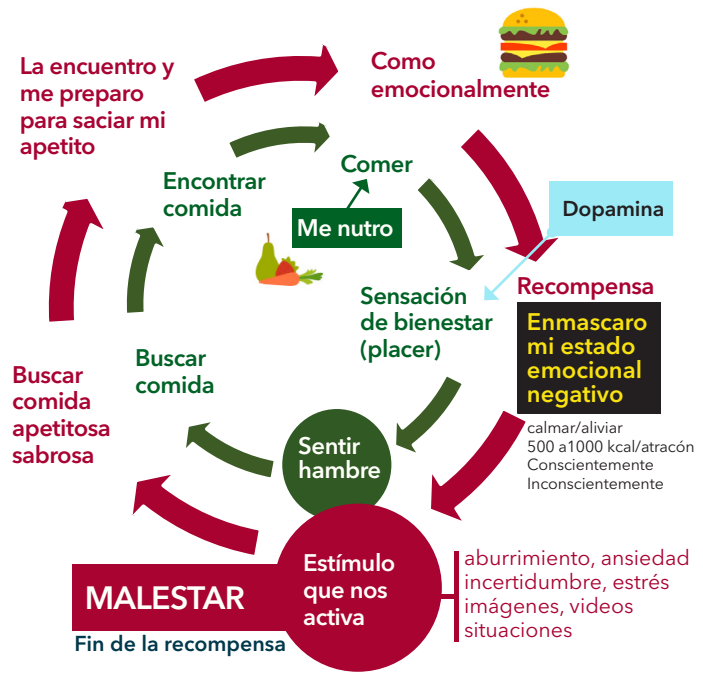 La encuentro y
me preparo
para saciar mi
apetito
Como
emocionalmente
Encontrar
comida
Comer
Me nutro
Dopamina
Sensación
de bienestar
(placer)
Recompensa
Enmascaro
mi estado
emocional
negativo
calmar/aliviar
500 a1000 kcal/atracón
Conscientemente
Inconscientemente
Buscar
comida
Buscar
comida
apetitosa
sabrosa
Sentir
hambre
Estímulo
que nos
activa
MALESTAR
Fin de la recompensa
aburrimiento, ansiedad
incertidumbre, estrés
imágenes, videos
situaciones